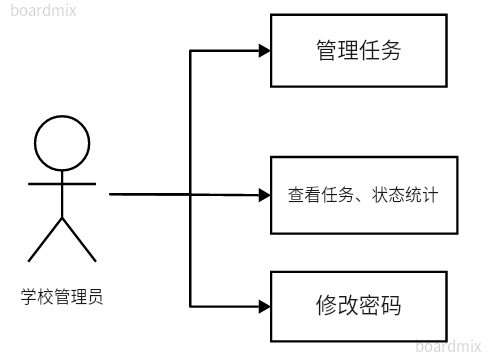 boardmix
管理任务
查看任务、状态统计
学校管理员
修改密码
boardmix